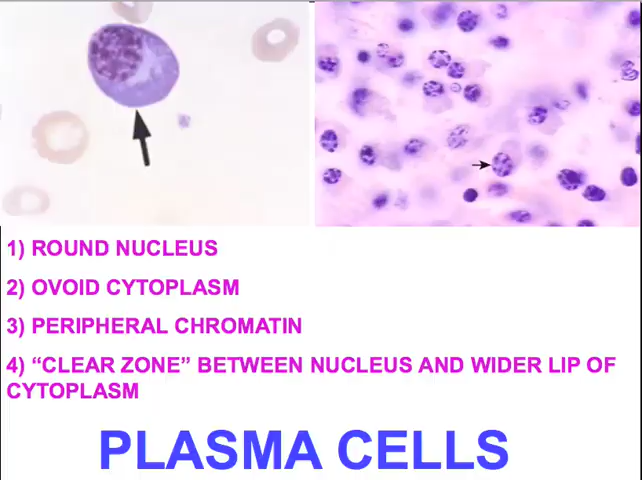 1) ROUND NUCLEUS
2) OVOID CYTOPLASM
3) PERIPHERAL CHROMATIN
4) “CLEAR ZONE” BETWEEN NUCLEUS AND WIDER LIP OF
CYTOPLASM
PLASMA CELLS